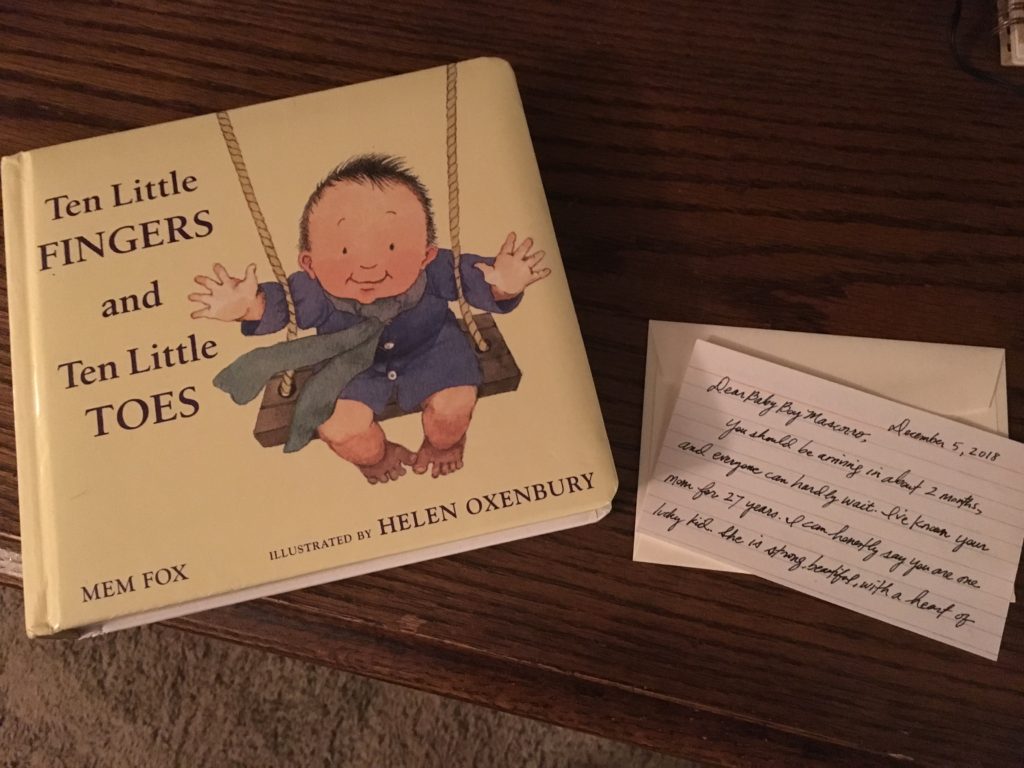 Ten Little
FINGERS
and
Ten Little
TOES
ILLUSTRATED BY HELEN OXENBURY
MEM FOX
December 5, 2018
Dear Baby Boy Mascorro,
You should be arriving in about 2 months,
and everyone can hardly wait. I've known your
mom for 27 years. I can honestly say you are one
lucky kid. She is strong, beautiful, with a heart of